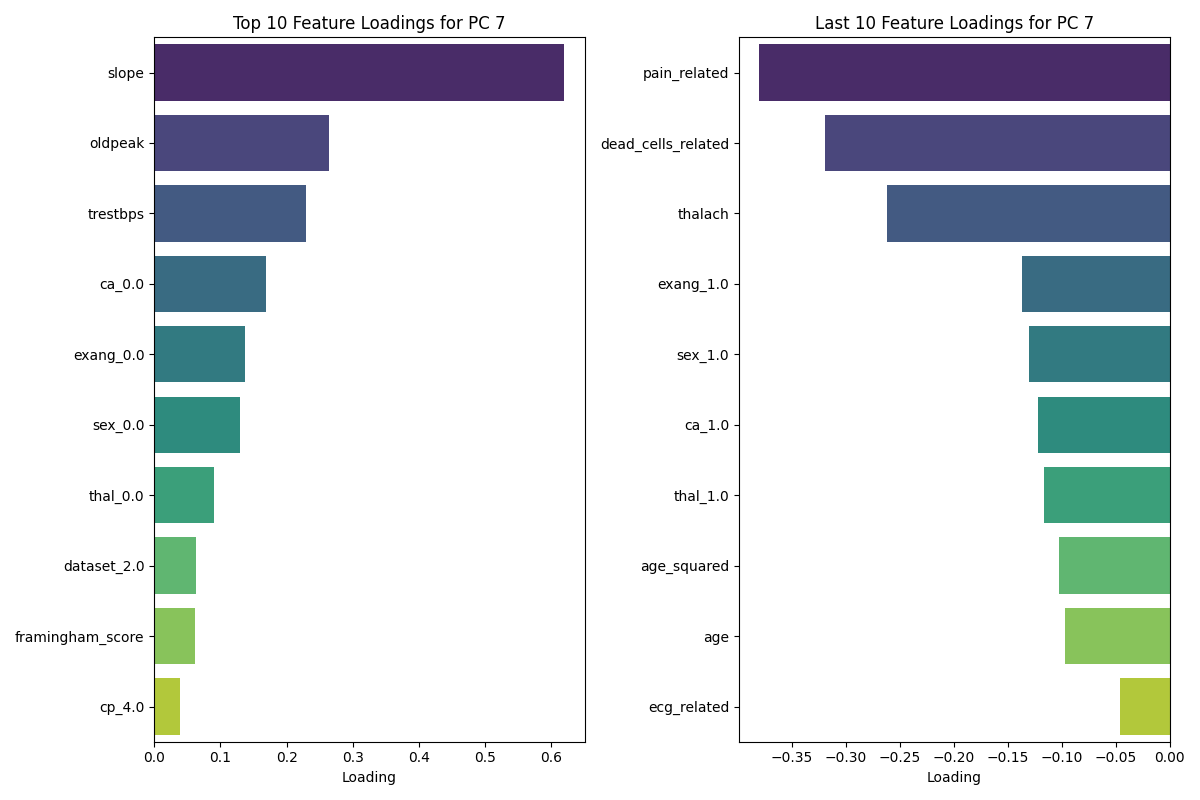 Top 10 Feature Loadings for PC 7
slope
oldpeak
trestbps
ca_0.0
exang_0.0
sex_0.0
thal_0.0
dataset_2.0
framingham_score
cp_4.0
0.0 0.1 0.2 0.3 0.4 0.5 0.6
Loading
Last 10 Feature Loadings for PC 7
pain_related
dead_cells_related
thalach
exang_1.0
sex_1.0
ca_1.0
thal_1.0
age_squared
age
ecg_related
−0.35 −0.30 −0.25 −0.20 −0.15 −0.10 −0.05 0.00
Loading